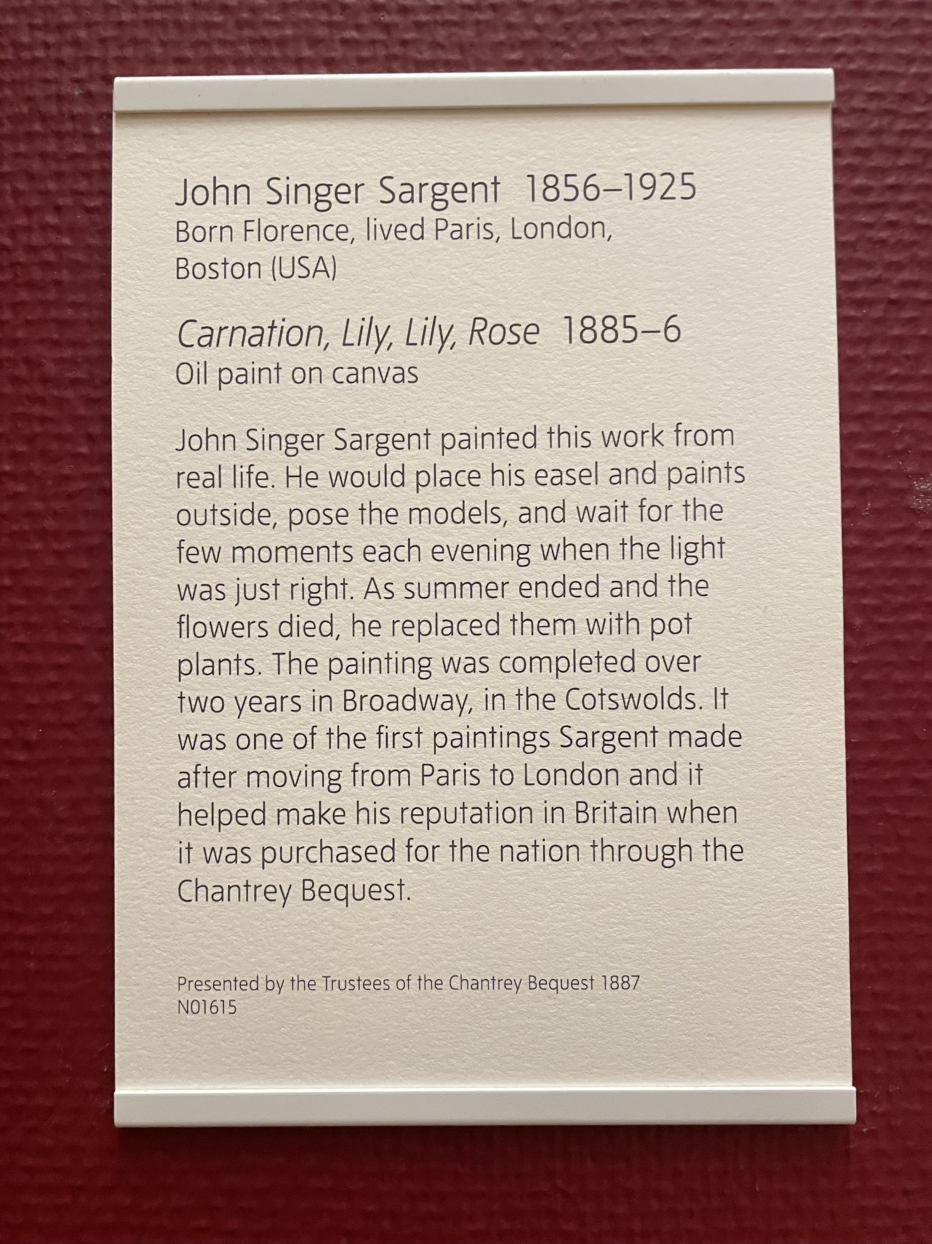 John Singer Sargent 1856–1925
Born Florence, lived Paris, London,
Boston (USA)
Carnation, Lily, Lily, Rose 1885–6
Oil paint on canvas
John Singer Sargent painted this work from
real life. He would place his easel and paints
outside, pose the models, and wait for the
few moments each evening when the light
was just right. As summer ended and the
flowers died, he replaced them with pot
plants. The painting was completed over
two years in Broadway, in the Cotswolds. It
was one of the first paintings Sargent made
after moving from Paris to London and it
helped make his reputation in Britain when
it was purchased for the nation through the
Chantrey Bequest.
Presented by the Trustees of the Chantrey Bequest 1887
N01615